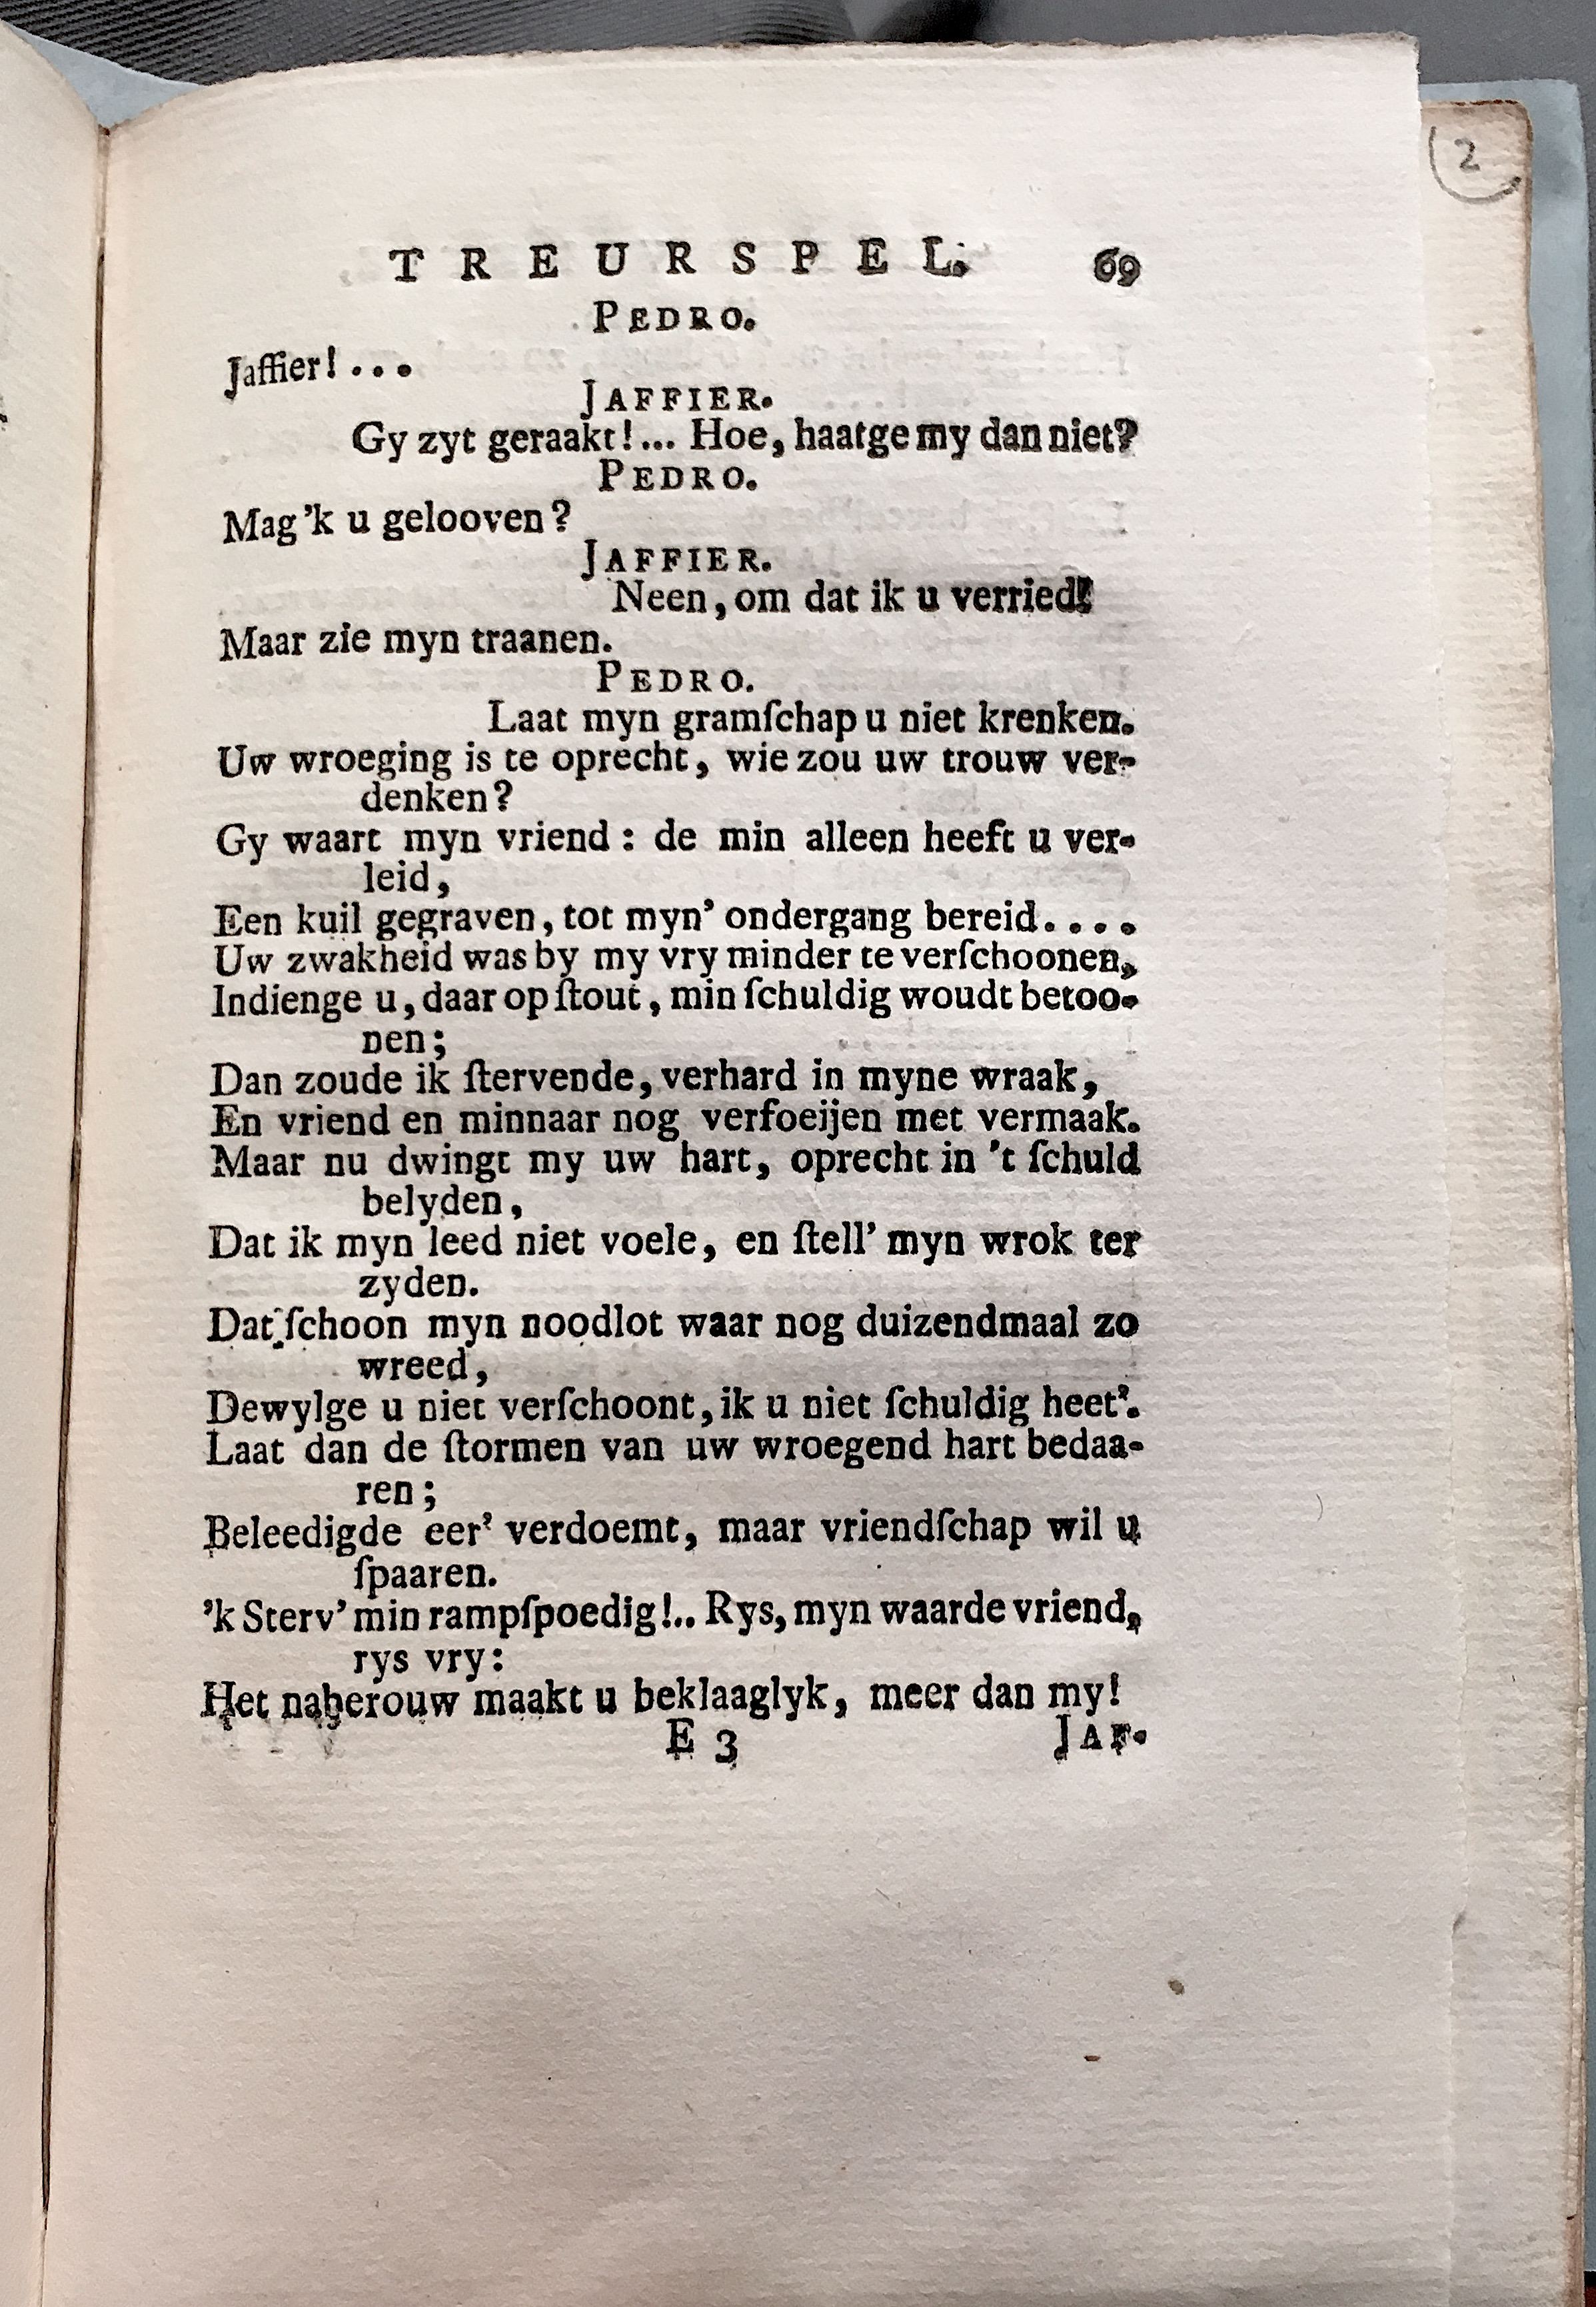 2
TREURSPEL. 69
PEDRO.
Jaffier! ...
JAFFIER.
Gy zyt geraakt!... Hoe, haatge my dan niet?
PEDRO.
Mag 'k u gelooven?
JAFFIER.
Neen, om dat ik u verried!
Maar zie myn traanen.
PEDRO.
Laat myn gramſchap u niet krenken.
Uw wroeging is te oprecht, wie zou uw trouw ver-
denken?
Gy waart myn vriend: de min alleen heeft u ver-
leid,
Een kuil gegraven, tot myn' ondergang bereid....
Uw zwakheid was by my vry minder te verſchoonen,
Indienge u, daar op ſtout, min ſchuldig woudt betoo-
nen;
Dan zoude ik ſtervende, verhard in myne wraak,
En vriend en minnaar nog verfoeijen met vermaak.
Maar nu dwingt my uw hart, oprecht in 't ſchuld
belyden,
Dat ik myn leed niet voele, en ſtell' myn wrok ter
zyden.
Dat ſchoon myn noodlot waar nog duizendmaal zo
wreed,
Dewylge u niet verſchoont, ik u niet ſchuldig heet'.
Laat dan de ſtormen van uw wroegend hart bedaa-
ren;
Beleedigde eer' verdoemt, maar vriendſchap wil u
ſpaaren.
'k Sterv' min rampſpoedig!.. Rys, myn waarde vriend,
rys vry:
Het naberouw maakt u beklaaglyk, meer dan my!
E 3 JAF.